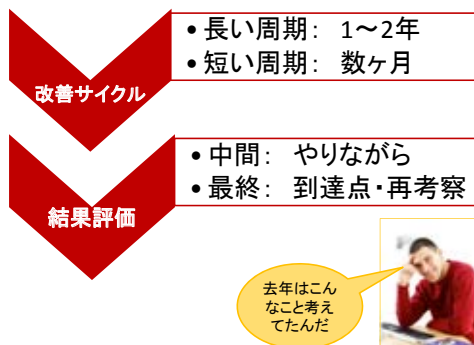 • 長い周期： 1～2年
• 短い周期： 数ヶ月
改善サイクル
• 中間： やりながら
• 最終： 到達点・再考察
結果評価
去年はこん
なこと考え
てたんだ